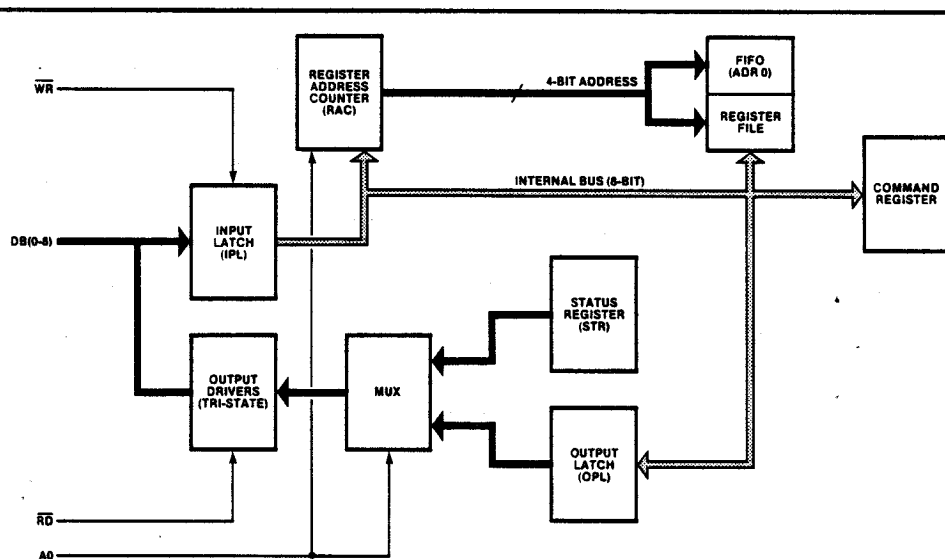 REGISTER
ADDRESS
COUNTER
(RAC)
4-BIT ADDRESS
FIFO
(ADR 0)
REGISTER
FILE
WR
INTERNAL BUS (8-BIT)
COMMAND
REGISTER
DB(0-8)
INPUT
LATCH
(IPL)
STATUS
REGISTER
(STR)
OUTPUT
DRIVERS
(TRI-STATE)
MUX
OUTPUT
LATCH
(OPL)
RD
A0